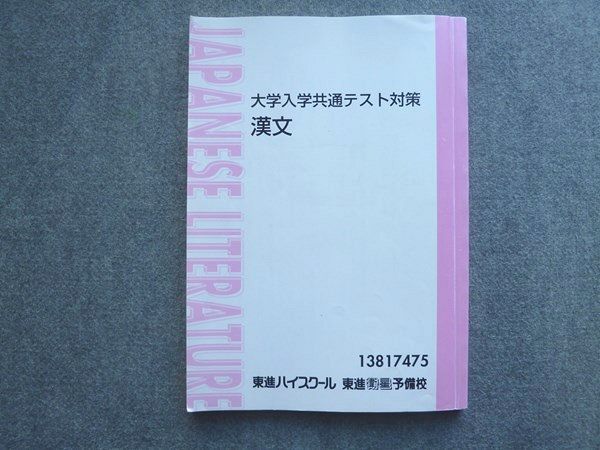 JAPANESE LITERATURE
大学入学共通テスト対策
漢文
13817475
東進ハイスクール 東進衛星予備校